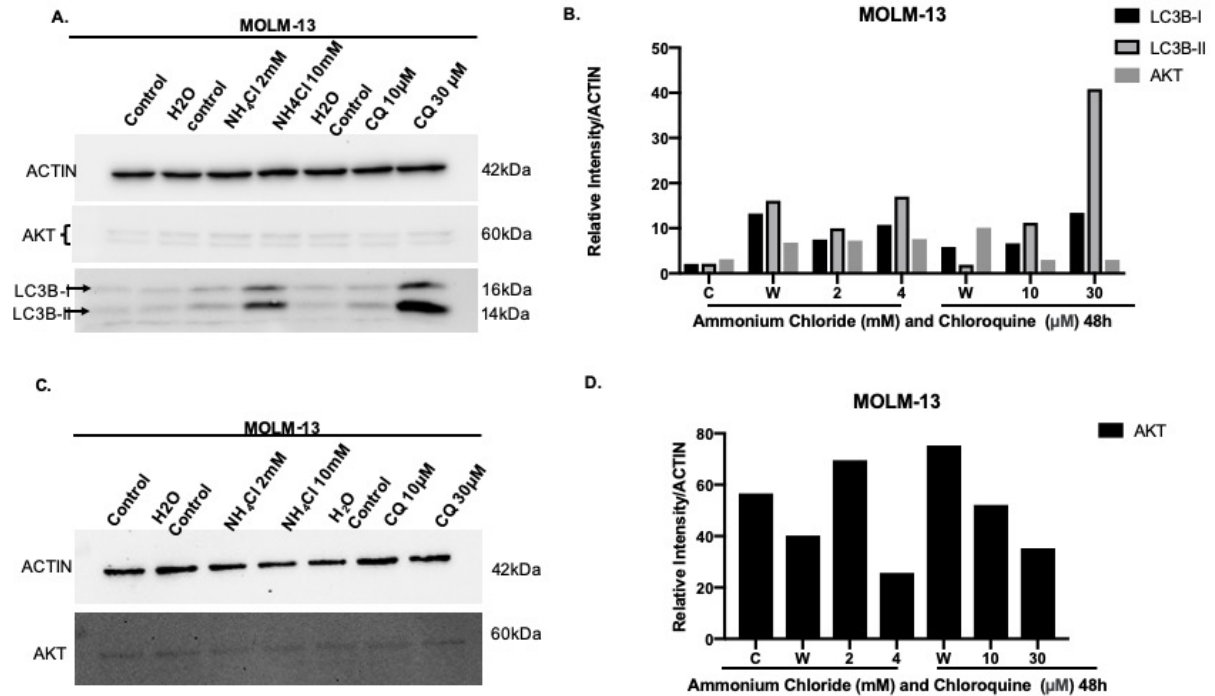 A.
MOLM-13
Control
H2O control
NH₄Cl 2mM
NH4Cl 10mM
H₂O Control
CQ 10µM
CQ 30 µM
ACTIN 42kDa
AKT { 60kDa
LC3B-I 16kDa
LC3B-II 14kDa
B.
MOLM-13
LC3B-I
LC3B-II
AKT
Relative Intensity/ACTIN
50
40
30
20
10
0
C W 2 4 W 10 30
Ammonium Chloride (mM) and Chloroquine (µM) 48h
C.
MOLM-13
Control
H2O Control
NH₄Cl 2mM
NH₄Cl 10mM
H₂O Control
CQ 10µM
CQ 30µM
ACTIN 42kDa
60kDa
AKT
D.
MOLM-13
AKT
Relative Intensity/ACTIN
80
60
40
20
0
C W 2 4 W 10 30
Ammonium Chloride (mM) and Chloroquine (µM) 48h